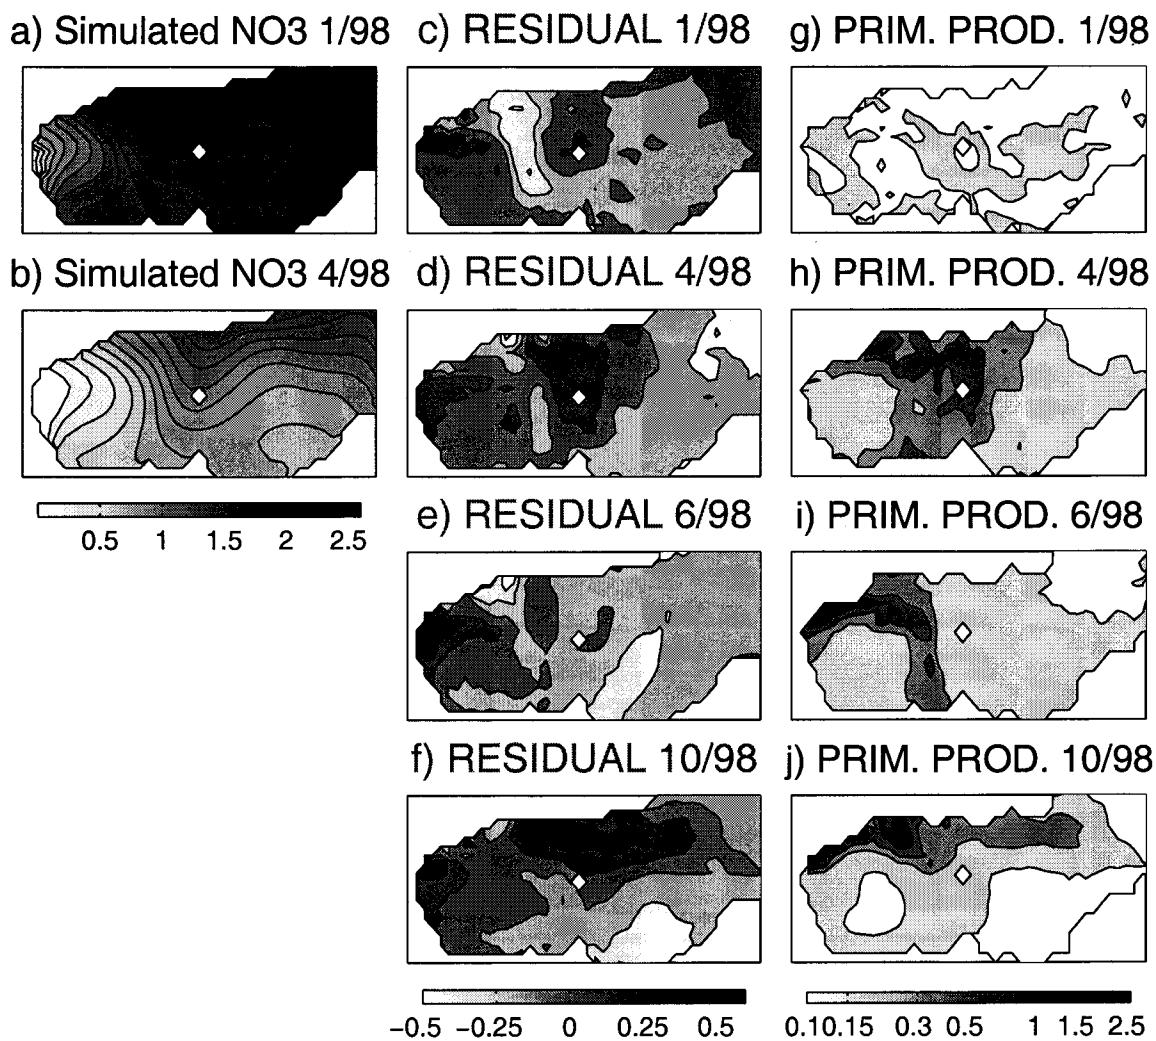 a) Simulated NO3 1/98
c) RESIDUAL 1/98
g) PRIM. PROD. 1/98
b) Simulated NO3 4/98
d) RESIDUAL 4/98
h) PRIM. PROD. 4/98
0.5 1 1.5 2 2.5
e) RESIDUAL 6/98
i) PRIM. PROD. 6/98
f) RESIDUAL 10/98
j) PRIM. PROD. 10/98
−0.5 −0.25 0 0.25 0.5
0.10.15 0.3 0.5 1 1.5 2.5